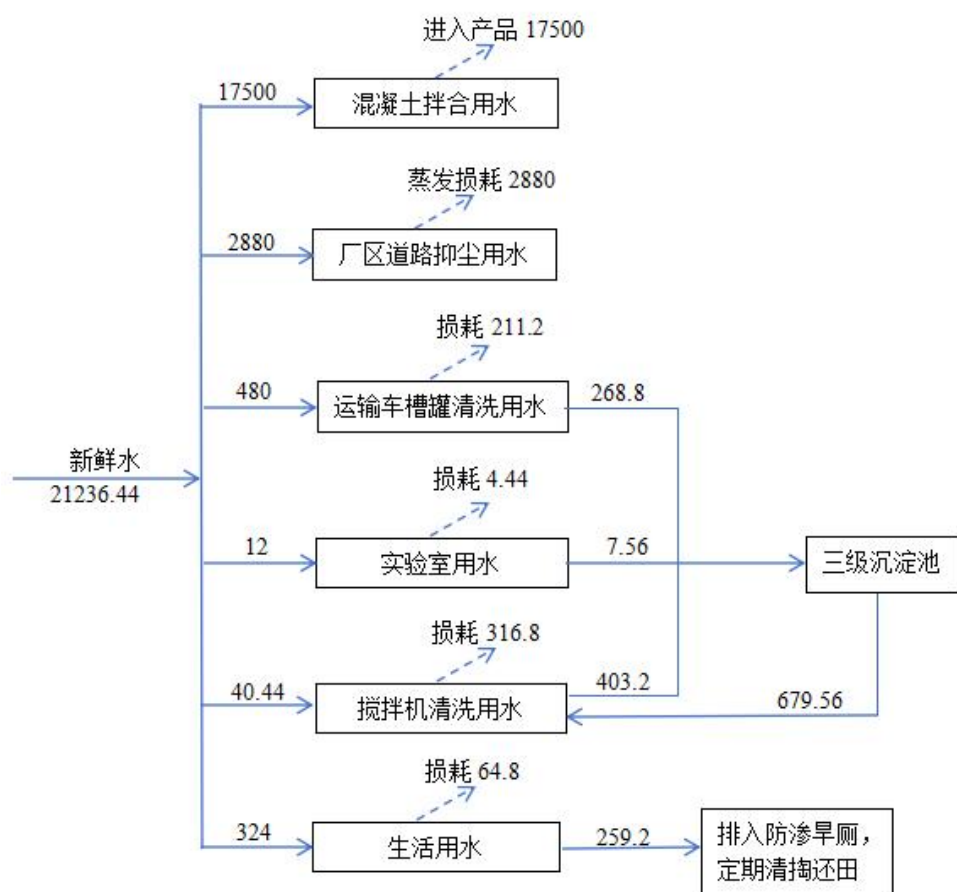 进入产品 17500
17500
混凝土拌合用水
蒸发损耗 2880
2880
厂区道路抑尘用水
损耗 211.2
480
运输车槽罐清洗用水
268.8
新鲜水
21236.44
损耗 4.44
12
实验室用水
7.56
三级沉淀池
损耗 316.8
40.44
搅拌机清洗用水
403.2
679.56
损耗 64.8
324
生活用水
259.2
排入防渗旱厕，
定期清掏还田